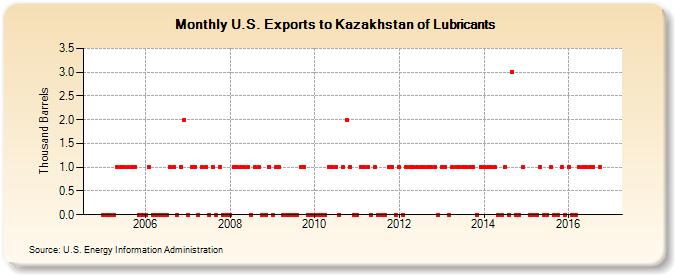 Monthly U.S. Exports to Kazakhstan of Lubricants
Thousand Barrels
3.5
3.0
2.5
2.0
1.5
1.0
0.5
0.0
2006 2008 2010 2012 2014 2016
Source: U.S. Energy Information Administration